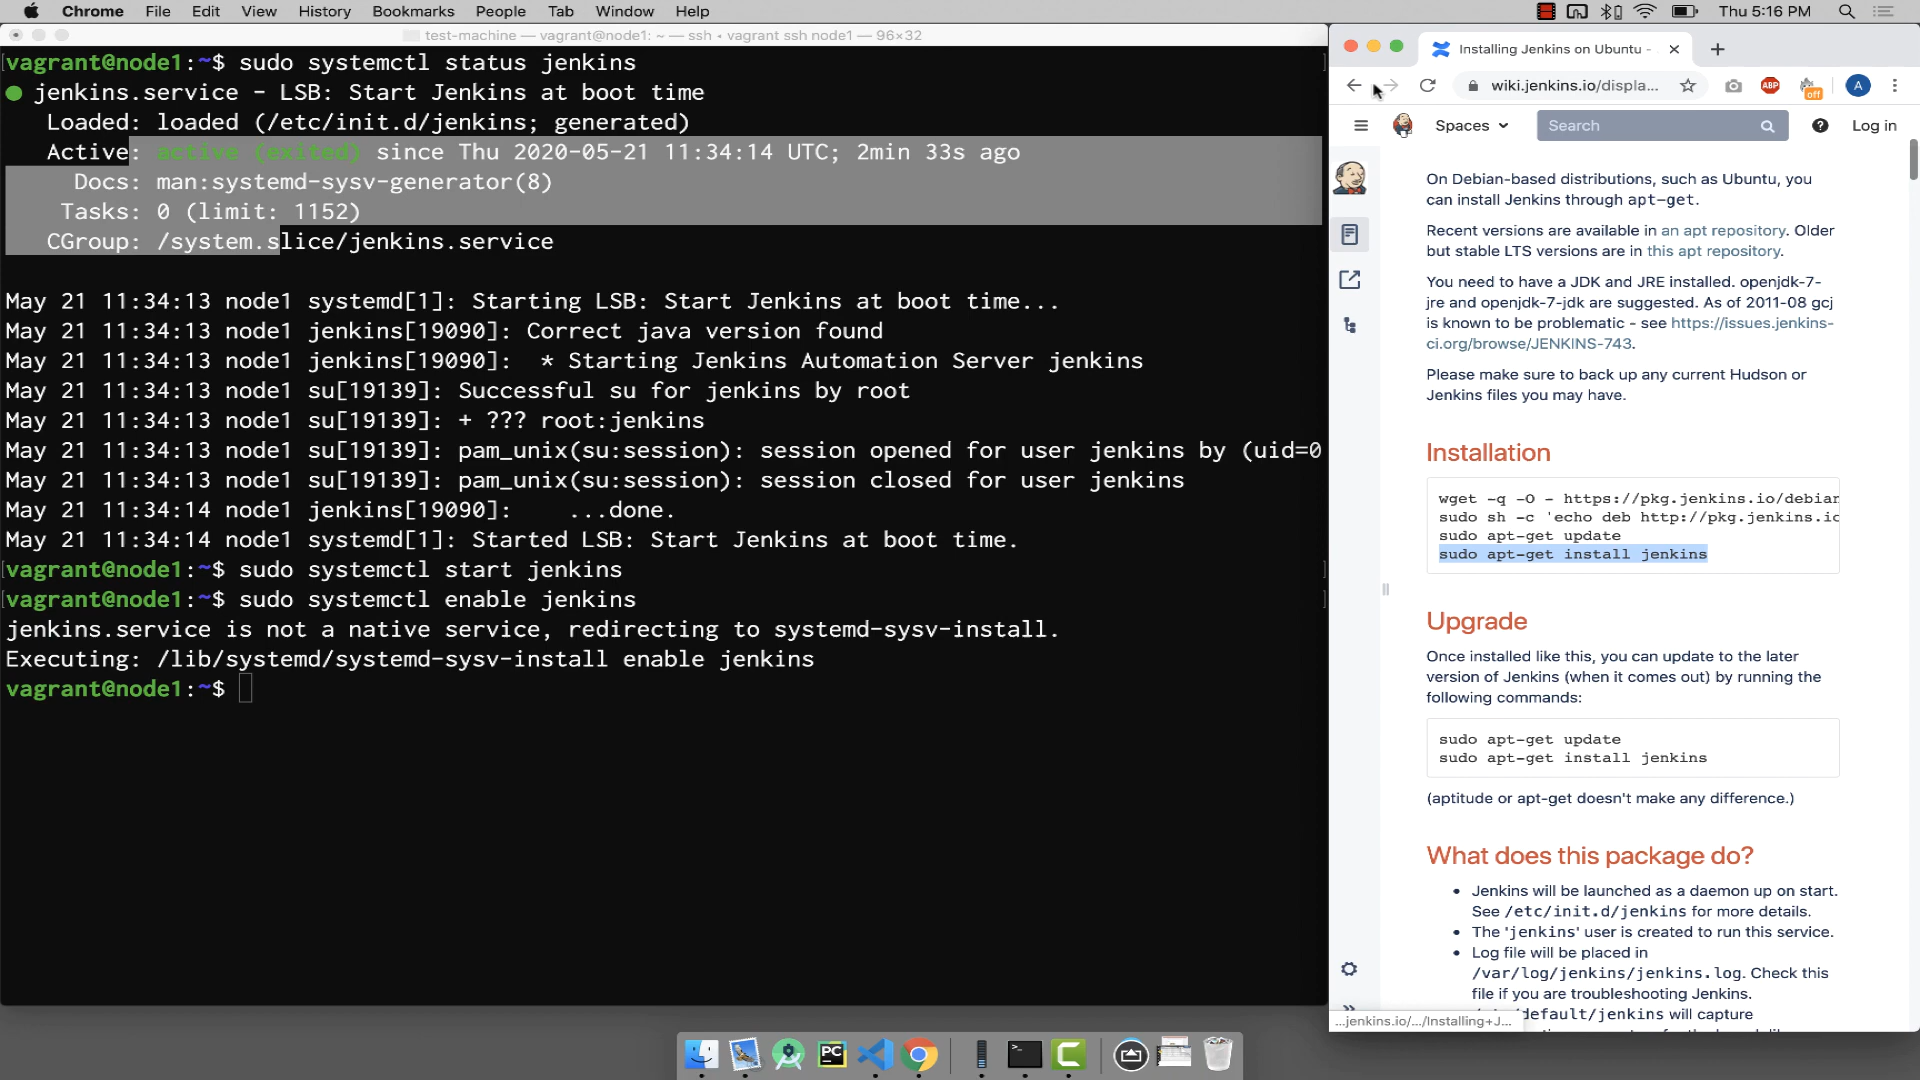 Chrome File Edit View History Bookmarks People Tab Window Help Thu 5:16 PM
test-machine — vagrant@node1: ~ — ssh ◂ vagrant ssh node1 — 96×32
vagrant@node1:~$ sudo systemctl status jenkins
● jenkins.service - LSB: Start Jenkins at boot time
Loaded: loaded (/etc/init.d/jenkins; generated)
Active: active (exited) since Thu 2020-05-21 11:34:14 UTC; 2min 33s ago
Docs: man:systemd-sysv-generator(8)
Tasks: 0 (limit: 1152)
CGroup: /system.slice/jenkins.service
May 21 11:34:13 node1 systemd[1]: Starting LSB: Start Jenkins at boot time...
May 21 11:34:13 node1 jenkins[19090]: Correct java version found
May 21 11:34:13 node1 jenkins[19090]:  * Starting Jenkins Automation Server jenkins
May 21 11:34:13 node1 su[19139]: Successful su for jenkins by root
May 21 11:34:13 node1 su[19139]: + ??? root:jenkins
May 21 11:34:13 node1 su[19139]: pam_unix(su:session): session opened for user jenkins by (uid=0
May 21 11:34:13 node1 su[19139]: pam_unix(su:session): session closed for user jenkins
May 21 11:34:14 node1 jenkins[19090]:    ...done.
May 21 11:34:14 node1 systemd[1]: Started LSB: Start Jenkins at boot time.
vagrant@node1:~$ sudo systemctl start jenkins
vagrant@node1:~$ sudo systemctl enable jenkins
jenkins.service is not a native service, redirecting to systemd-sysv-install.
Executing: /lib/systemd/systemd-sysv-install enable jenkins
vagrant@node1:~$
Installing Jenkins on Ubuntu -
wiki.jenkins.io/displa...
ABP
off
A
Spaces
Search
Log in
On Debian-based distributions, such as Ubuntu, you
can install Jenkins through apt-get.
Recent versions are available in an apt repository. Older
but stable LTS versions are in this apt repository.
You need to have a JDK and JRE installed. openjdk-7-
jre and openjdk-7-jdk are suggested. As of 2011-08 gcj
is known to be problematic - see https://issues.jenkins-
ci.org/browse/JENKINS-743.
Please make sure to back up any current Hudson or
Jenkins files you may have.
Installation
wget -q -O - https://pkg.jenkins.io/debian
sudo sh -c 'echo deb http://pkg.jenkins.io
sudo apt-get update
sudo apt-get install jenkins
Upgrade
Once installed like this, you can update to the later
version of Jenkins (when it comes out) by running the
following commands:
sudo apt-get update
sudo apt-get install jenkins
(aptitude or apt-get doesn't make any difference.)
What does this package do?
• Jenkins will be launched as a daemon up on start.
See /etc/init.d/jenkins for more details.
• The 'jenkins' user is created to run this service.
• Log file will be placed in
/var/log/jenkins/jenkins.log. Check this
file if you are troubleshooting Jenkins.
default/jenkins will capture
...jenkins.io/.../Installing+J...
PC